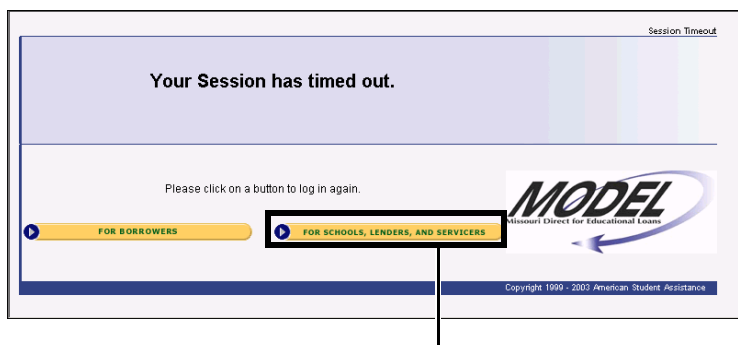 Session Timeout
Your Session has timed out.
Please click on a button to log in again.
MODEL
Missouri Direct for Educational Loans
FOR BORROWERS
FOR SCHOOLS, LENDERS, AND SERVICERS
Copyright 1999 - 2003 American Student Assistance